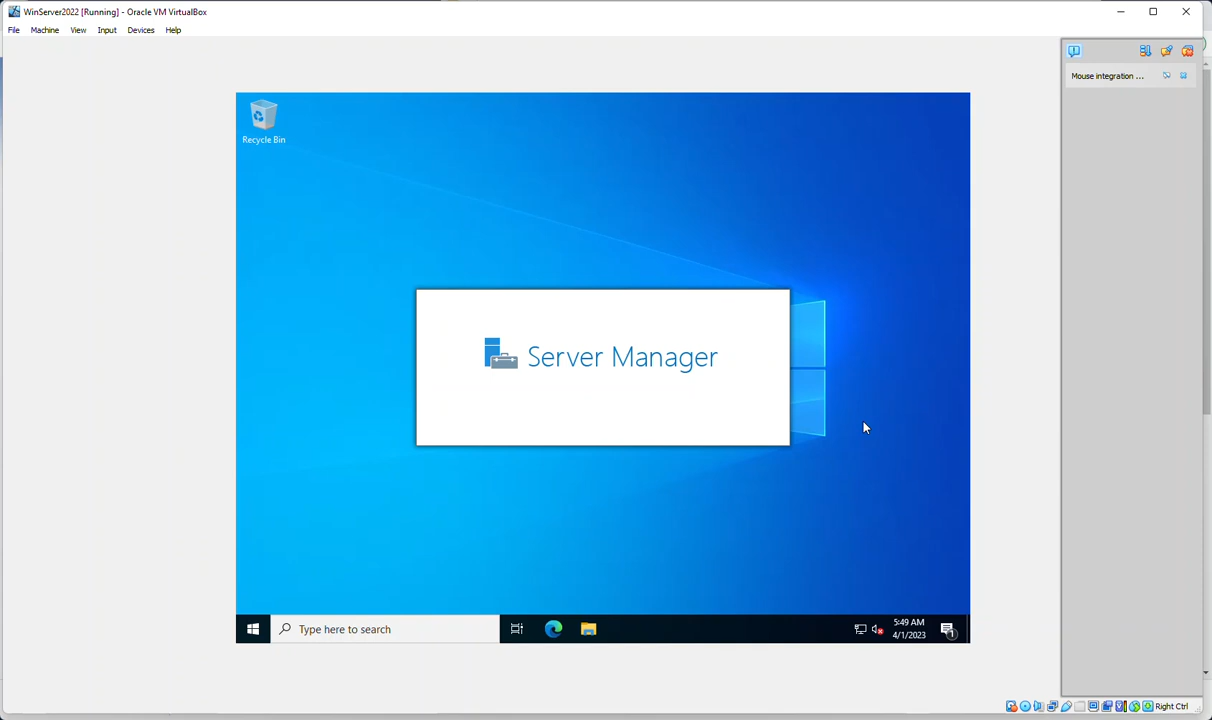 WinServer2022 [Running] - Oracle VM VirtualBox
File Machine View Input Devices Help
Mouse integration ...
Recycle Bin
Server Manager
Type here to search
5:49 AM
4/1/2023
1
Right Ctrl